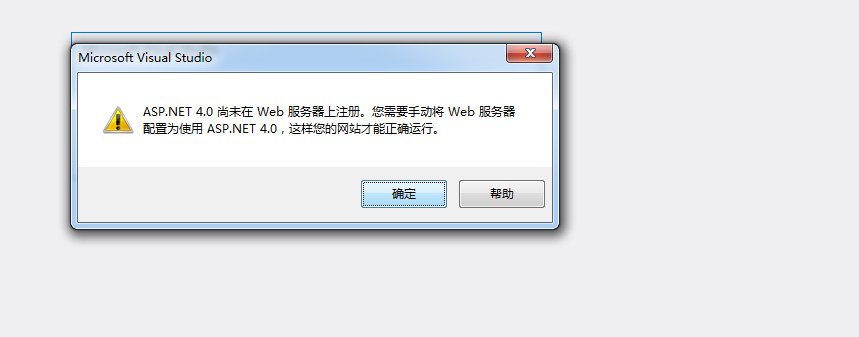 Microsoft Visual Studio
ASP.NET 4.0 尚未在 Web 服务器上注册。您需要手动将 Web 服务器
配置为使用 ASP.NET 4.0，这样您的网站才能正确运行。
确定
帮助